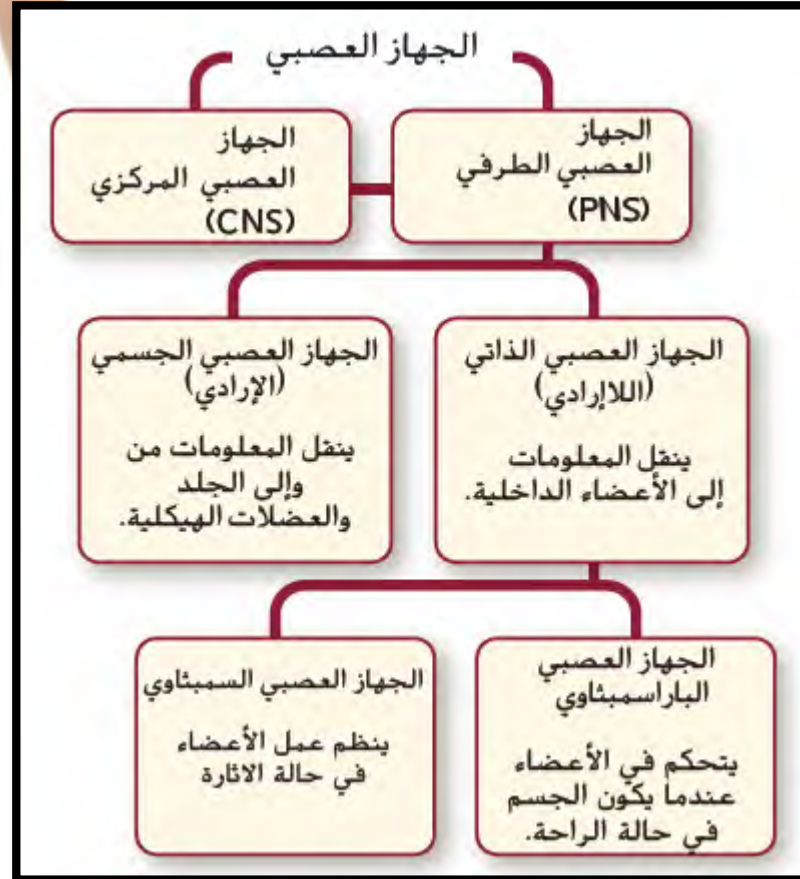 الجهاز العصبي
الجهاز
العصبي الطرفي
(PNS)
الجهاز
العصبي المركزي
(CNS)
الجهاز العصبي الذاتي
(اللاإرادي)
ينقل المعلومات
إلى الأعضاء الداخلية.
الجهاز العصبي الجسمي
(الإرادي)
ينقل المعلومات من
وإلى الجلد
والعضلات الهيكلية.
الجهاز العصبي
الباراسمبثاوي
يتحكم في الأعضاء
عندما يكون الجسم
في حالة الراحة.
الجهاز العصبي السمبثاوي
ينظم عمل الأعضاء
في حالة الاثارة